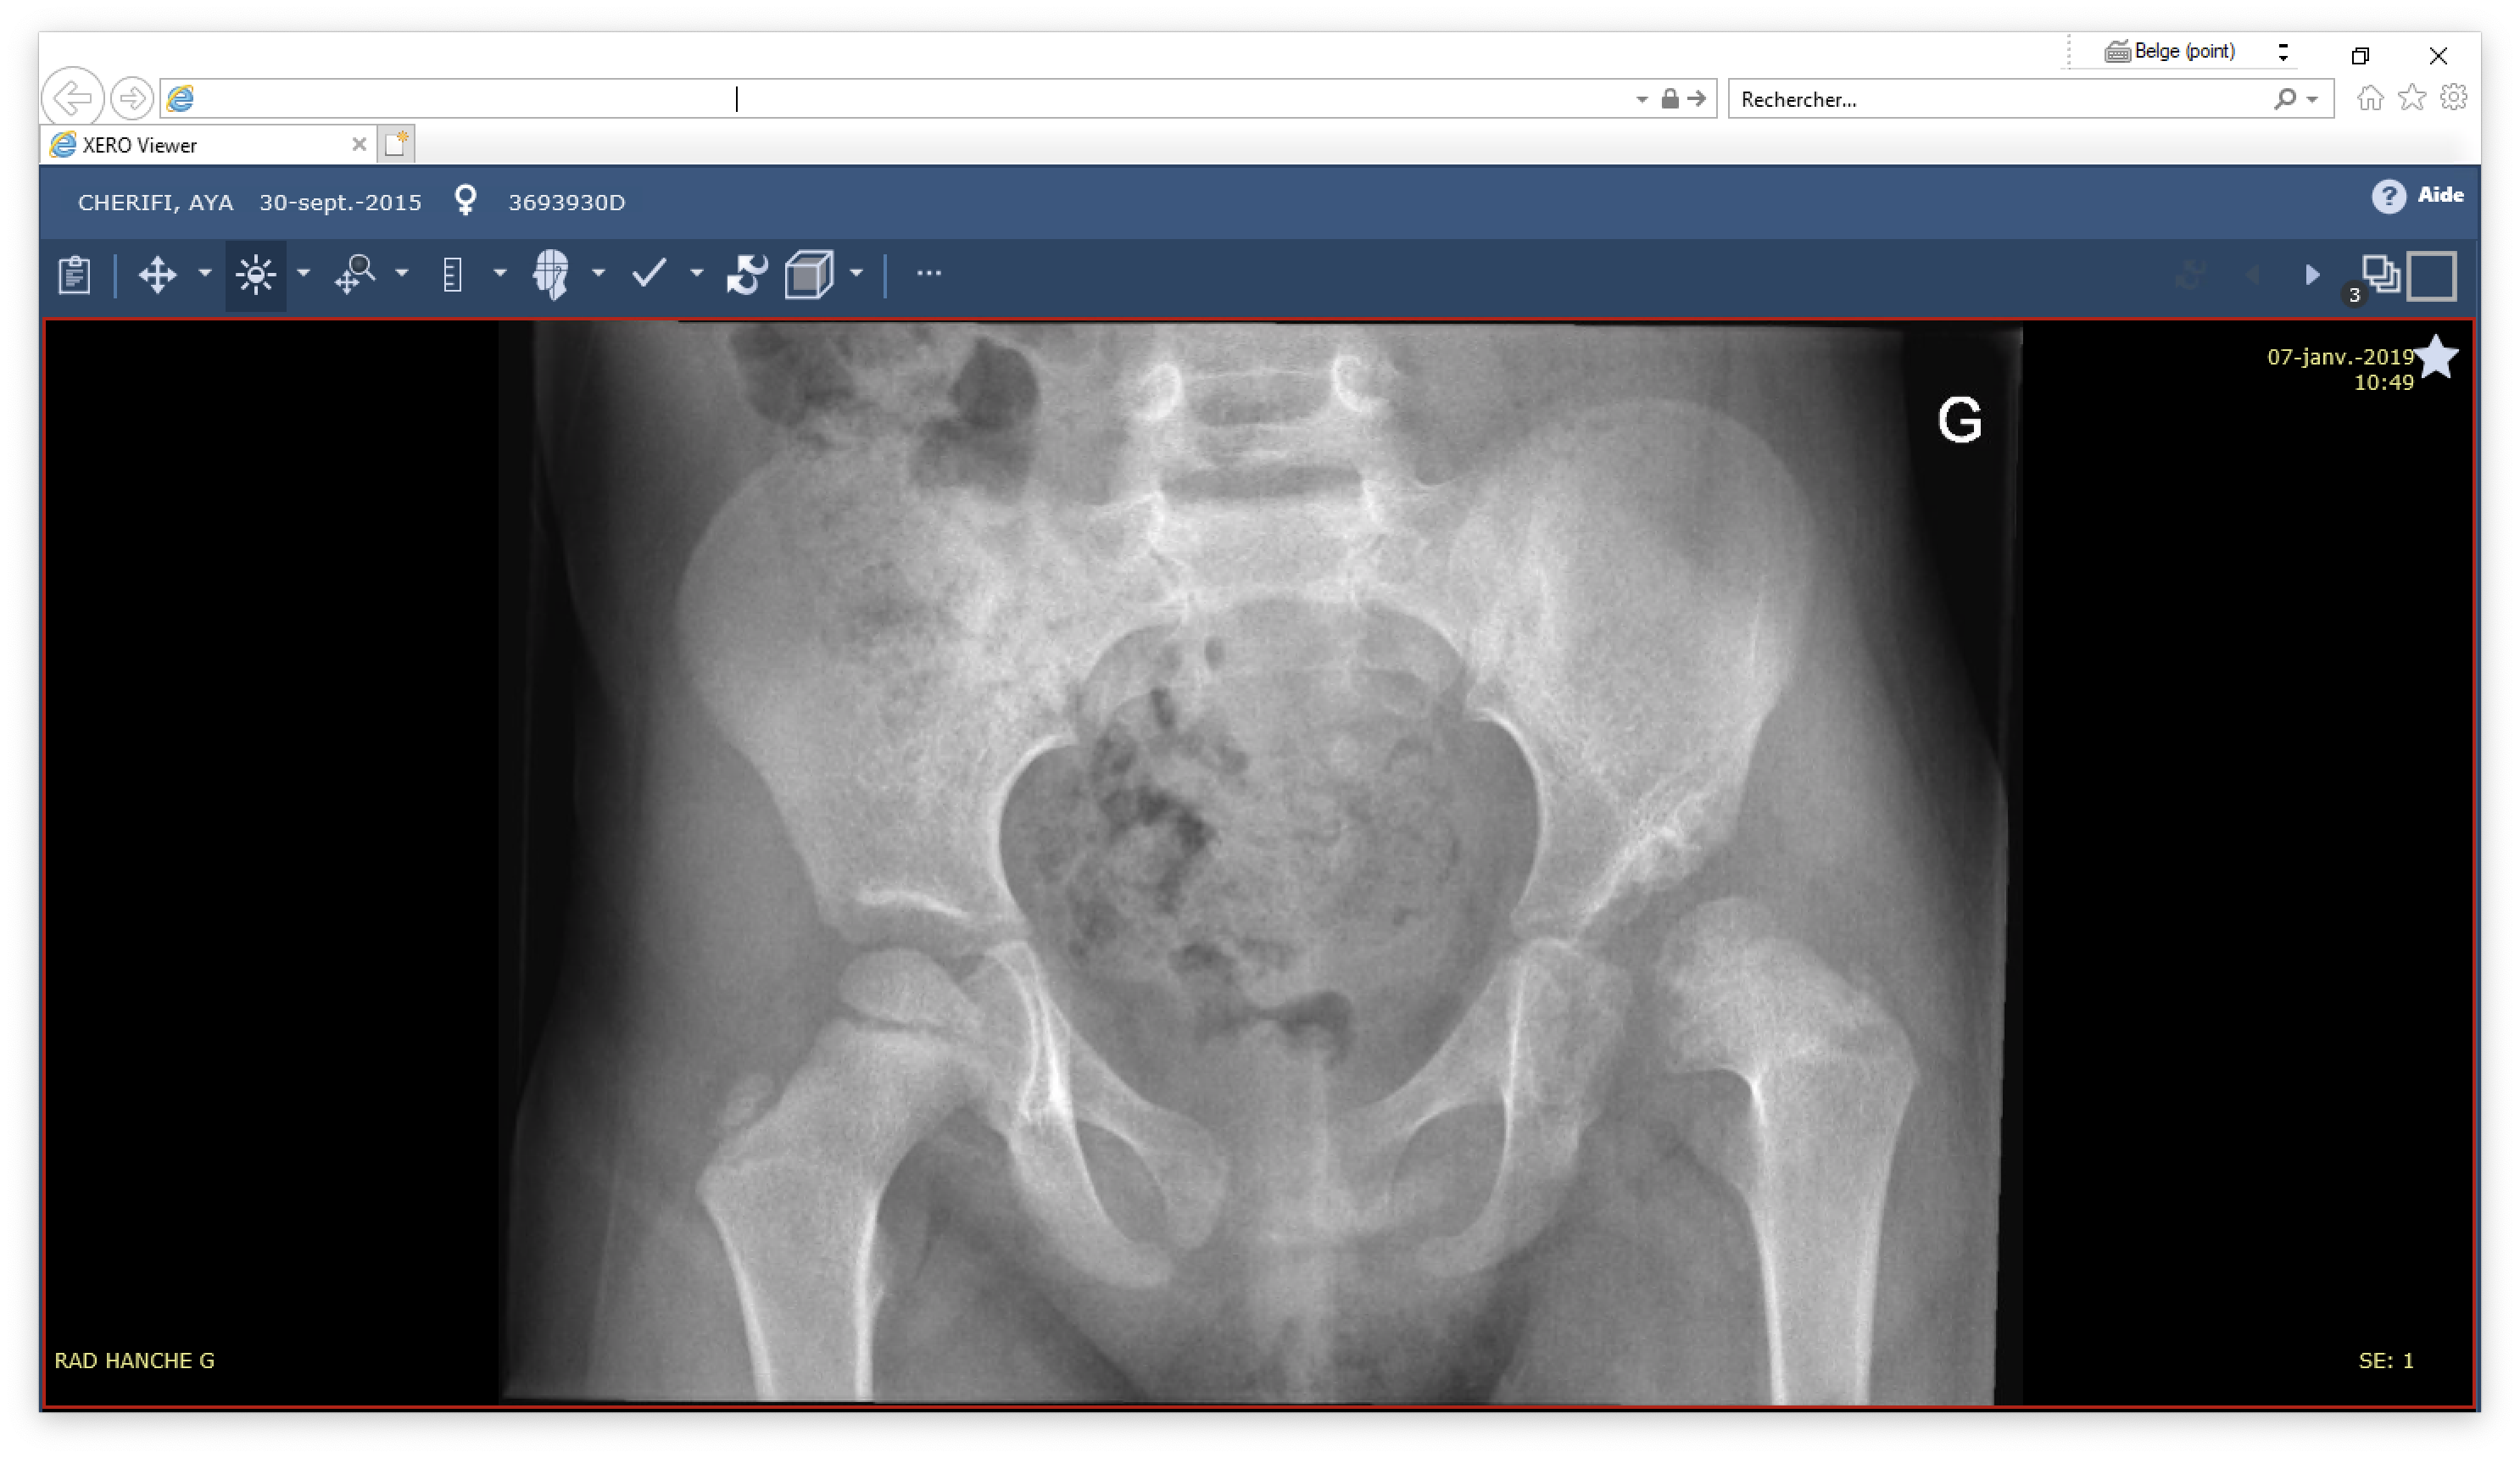 Belge (point)
Rechercher...
XERO Viewer
CHERIFI, AYA 30-sept.-2015 3693930D
? Aide
3
07-janv.-2019
10:49
G
RAD HANCHE G
SE: 1